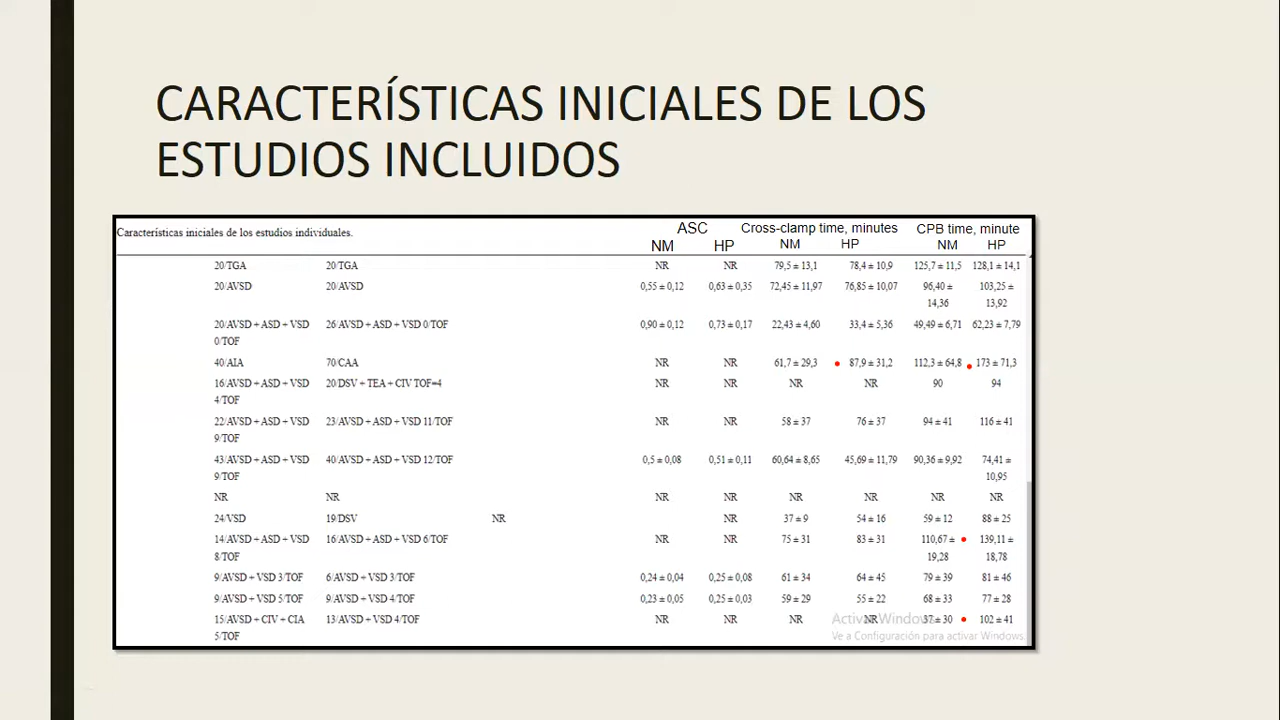 CARACTERÍSTICAS INICIALES DE LOS
ESTUDIOS INCLUIDOS
Características iniciales de los estudios individuales. ASC Cross-clamp time, minutes CPB time, minute
NM HP NM HP NM HP
20/TGA 20/TGA NR NR 79,5 ± 13,1 78,4 ± 10,9 125,7 ± 11,5 128,1 ± 14,1
20/AVSD 20/AVSD 0,55 ± 0,12 0,63 ± 0,35 72,45 ± 11,97 76,85 ± 10,07 96,40 ± 103,25 ±
14,36 13,92
20/AVSD + ASD + VSD 26/AVSD + ASD + VSD 0/TOF 0,90 ± 0,12 0,73 ± 0,17 22,43 ± 4,60 33,4 ± 5,36 49,49 ± 6,71 62,23 ± 7,79
0/TOF
40/AIA 70/CAA NR NR 61,7 ± 29,3 87,9 ± 31,2 112,3 ± 64,8 173 ± 71,3
16/AVSD + ASD + VSD 20/DSV + TEA + CIV TOF=4 NR NR NR NR 90 94
4/TOF
22/AVSD + ASD + VSD 23/AVSD + ASD + VSD 11/TOF NR NR 58 ± 37 76 ± 37 94 ± 41 116 ± 41
9/TOF
43/AVSD + ASD + VSD 40/AVSD + ASD + VSD 12/TOF 0,5 ± 0,08 0,51 ± 0,11 60,64 ± 8,65 45,69 ± 11,79 90,36 ± 9,92 74,41 ±
9/TOF 10,95
NR NR NR NR NR NR NR NR
24/VSD 19/DSV NR NR 37 ± 9 54 ± 16 59 ± 12 88 ± 25
14/AVSD + ASD + VSD 16/AVSD + ASD + VSD 6/TOF NR NR 75 ± 31 83 ± 31 110,67 ± 139,11 ±
8/TOF 19,28 18,78
9/AVSD + VSD 3/TOF 6/AVSD + VSD 3/TOF 0,24 ± 0,04 0,25 ± 0,08 61 ± 34 64 ± 45 79 ± 39 81 ± 46
9/AVSD + VSD 5/TOF 9/AVSD + VSD 4/TOF 0,23 ± 0,05 0,25 ± 0,03 59 ± 29 55 ± 22 68 ± 33 77 ± 28
15/AVSD + CIV + CIA 13/AVSD + VSD 4/TOF NR NR NR NR 37 ± 30 102 ± 41
5/TOF
Activar Windows
Ve a Configuración para activar Windows.